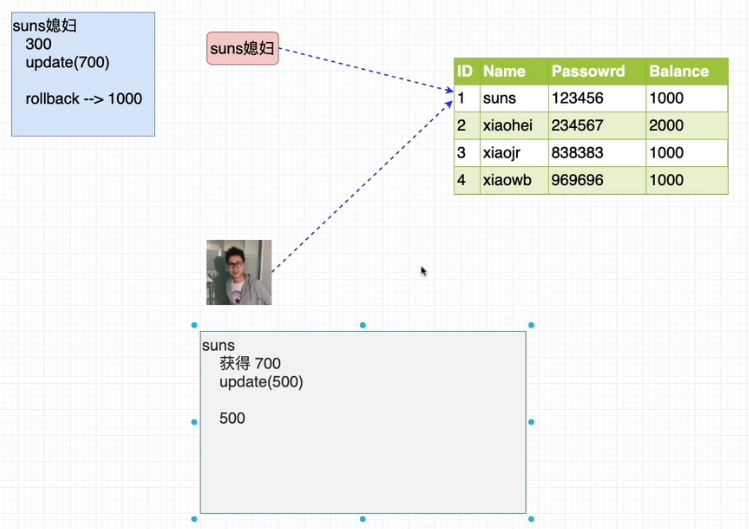 suns媳妇
300
update(700)
rollback --> 1000
suns媳妇
ID Name Passowrd Balance
1 suns 123456 1000
2 xiaohei 234567 2000
3 xiaojr 838383 1000
4 xiaowb 969696 1000
suns
获得 700
update(500)
500